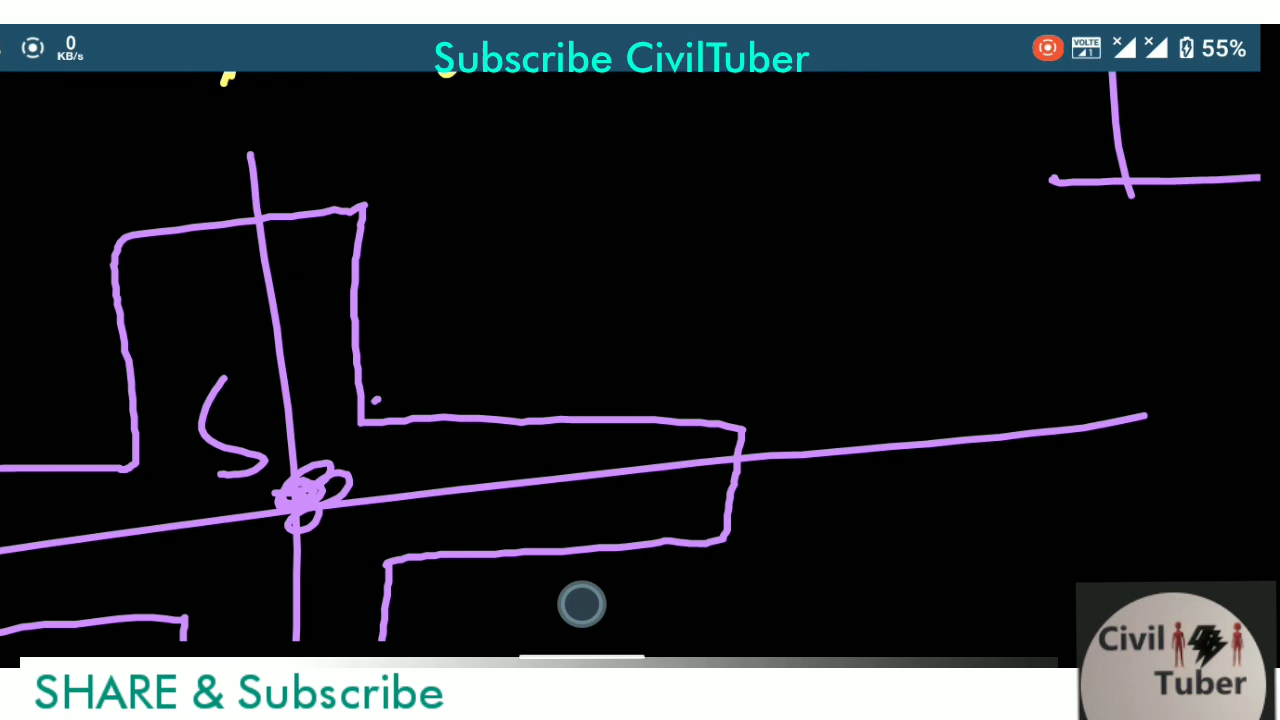 0
KB/s
Subscribe CivilTuber
VOLTE
55%
S
Civil
Tuber
SHARE & Subscribe